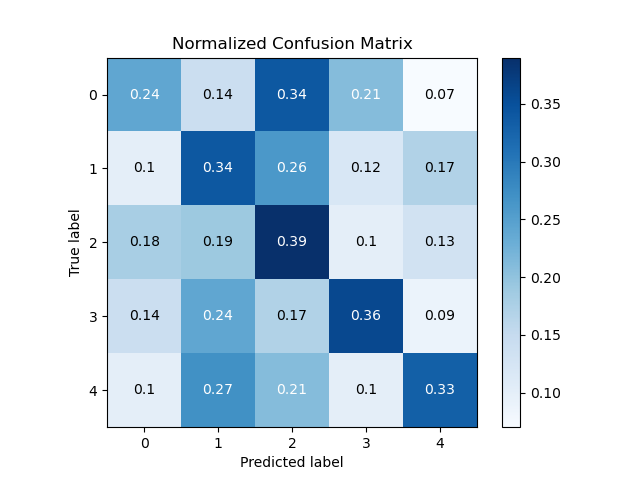 Normalized Confusion Matrix
True label
0 0.24 0.14 0.34 0.21 0.07
1 0.1 0.34 0.26 0.12 0.17
2 0.18 0.19 0.39 0.1 0.13
3 0.14 0.24 0.17 0.36 0.09
4 0.1 0.27 0.21 0.1 0.33
0 1 2 3 4
Predicted label
0.35
0.30
0.25
0.20
0.15
0.10